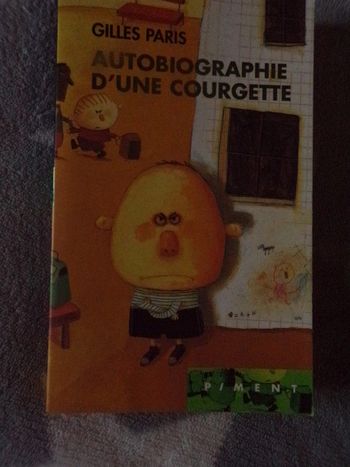 GILLES PARIS
AUTOBIOGRAPHIE
D'UNE COURGETTE
PIMENT